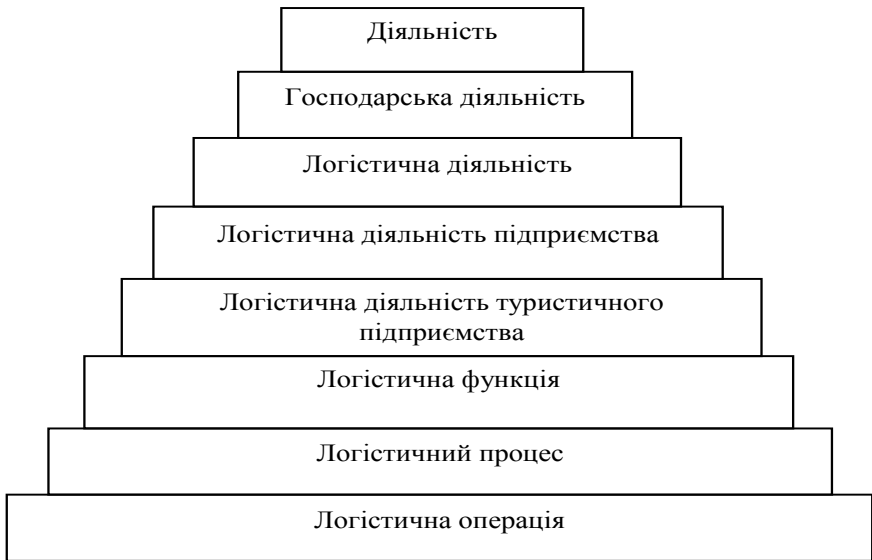 Діяльність
Господарська діяльність
Логістична діяльність
Логістична діяльність підприємства
Логістична діяльність туристичного
підприємства
Логістична функція
Логістичний процес
Логістична операція